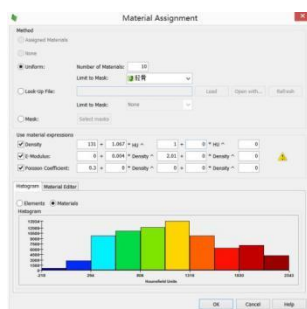 Material Assignment
Method
Assigned Materials
None
Uniform: Number of Materials: 10
Limit to Mask: 胫骨
Look-Up File: Load Open with... Refresh
Limit to Mask: None
Mask: Select masks
Use material expressions
Density 131 + 1.067 * HU ^ 1 + 0 * HU ^ 0
E-Modulus 0 + 0.004 * Density ^ 2.01 + 0 * Density ^ 0
Poisson Coefficient: 0.3 + 0 * Density ^ 0 + 0 * Density ^ 0
Histogram Material Editor
Elements Materials
Histogram
Hounsfield Units
OK Cancel Help